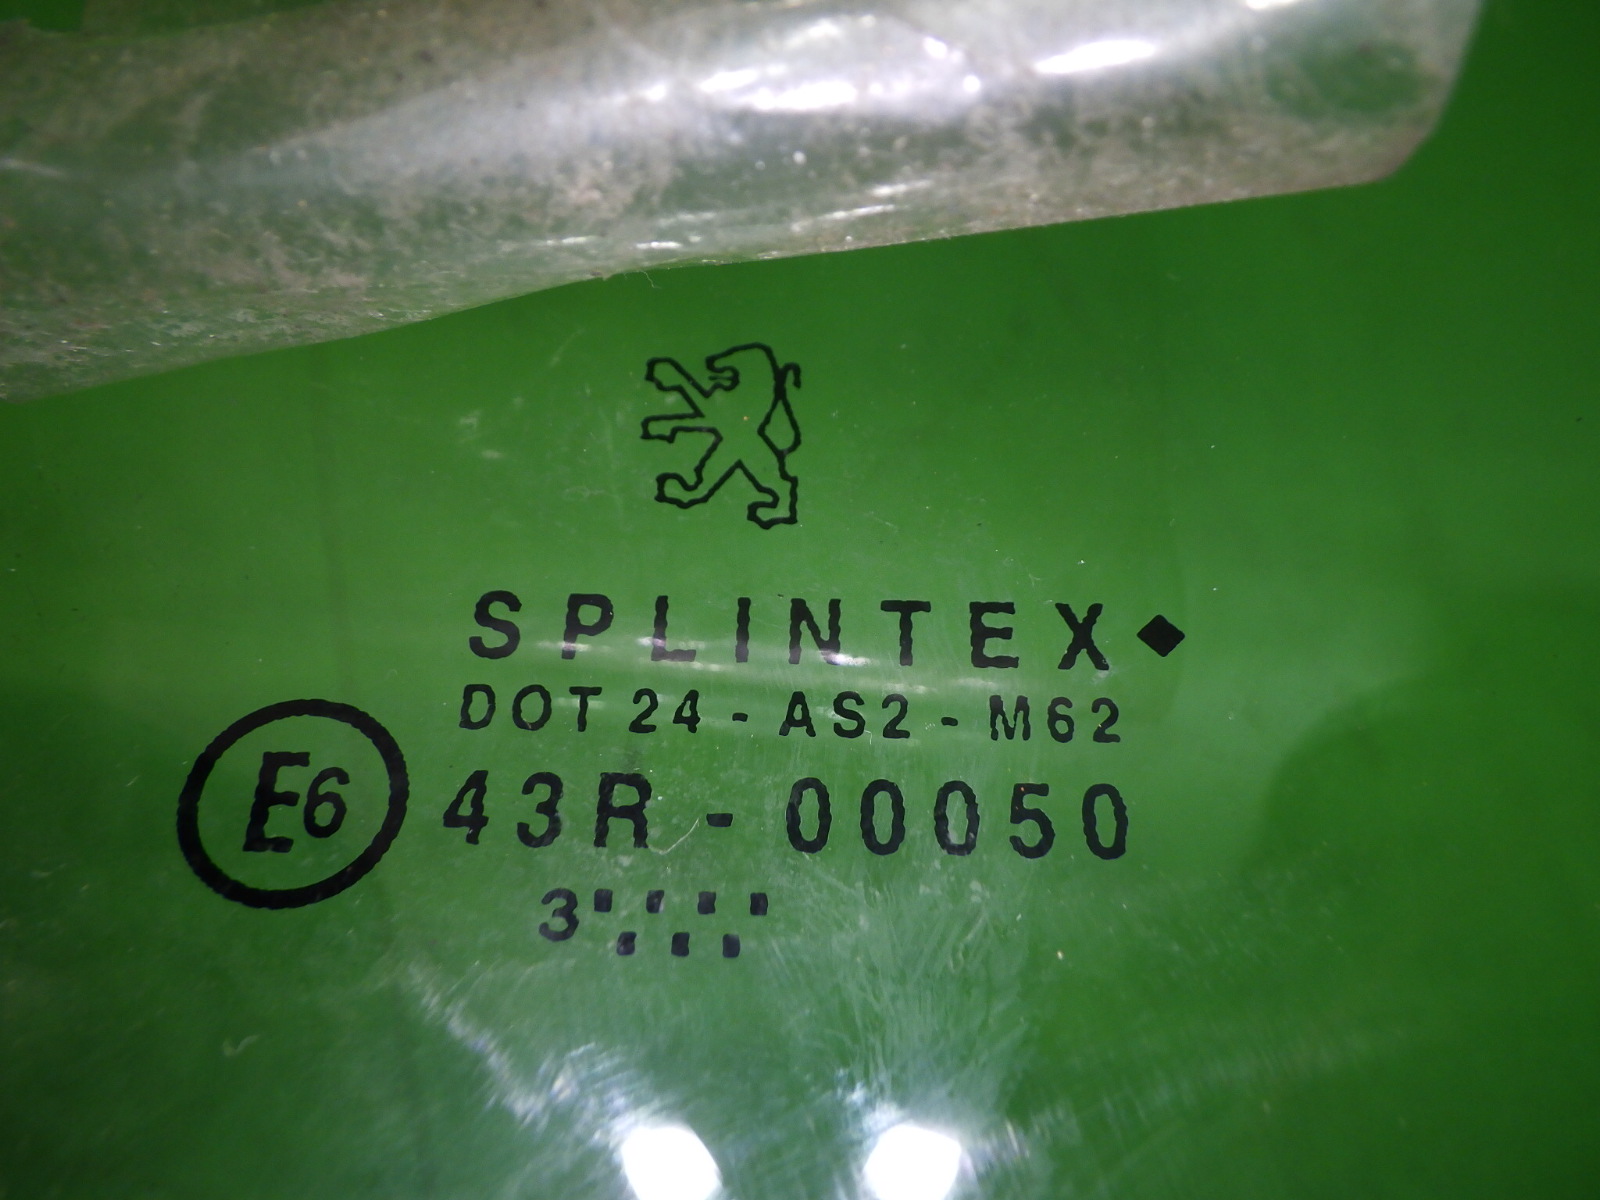 SPLINTEX◆
DOT 24 - AS2 - M62
E6 43R - 00050
3